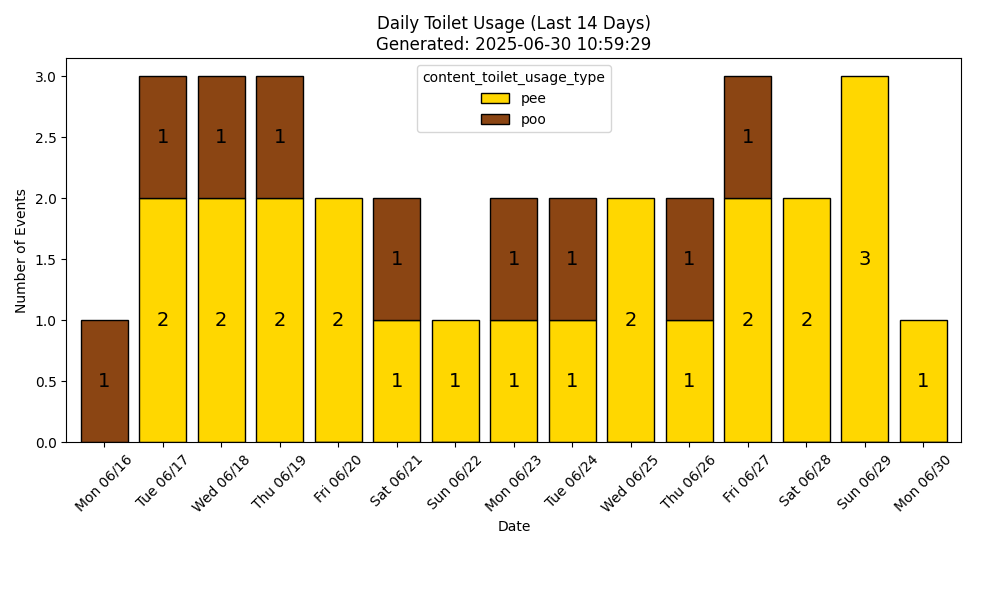 Daily Toilet Usage (Last 14 Days)
Generated: 2025-06-30 10:59:29
content_toilet_usage_type
pee
poo
Number of Events
3.0
2.5
2.0
1.5
1.0
0.5
0.0
1
2
1
2
1
2
1
2
1
1
1
1
1
1
1
2
1
1
2
1
2
3
1
Mon 06/16
Tue 06/17
Wed 06/18
Thu 06/19
Fri 06/20
Sat 06/21
Sun 06/22
Mon 06/23
Tue 06/24
Wed 06/25
Thu 06/26
Fri 06/27
Sat 06/28
Sun 06/29
Mon 06/30
Date